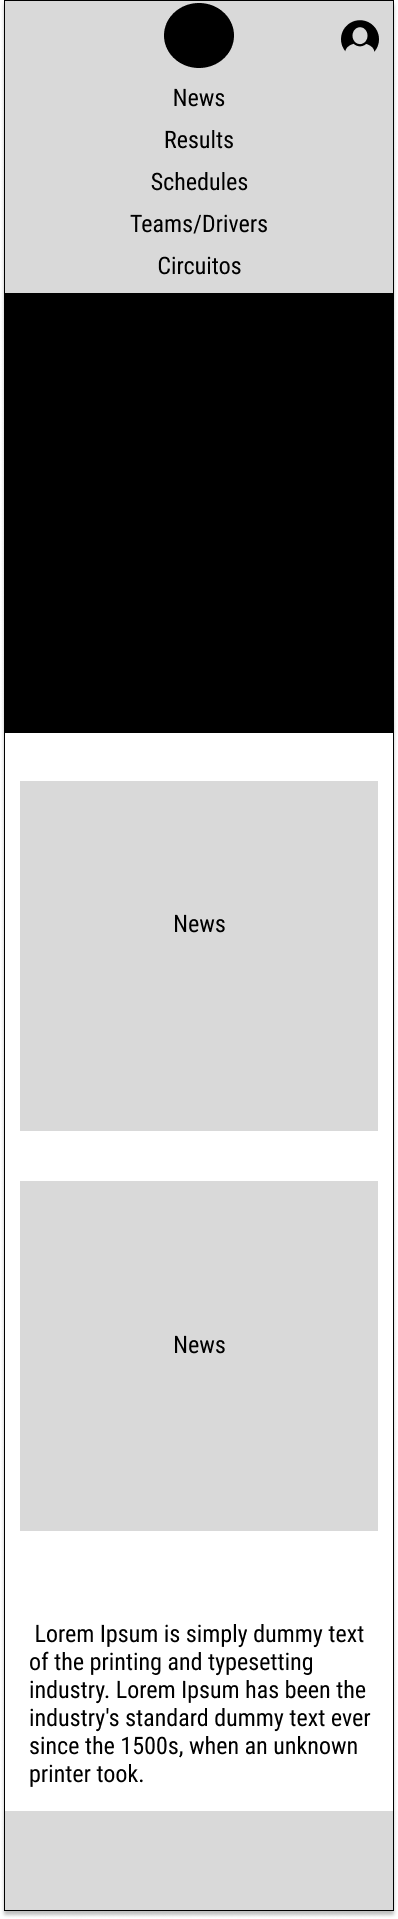 News
Results
Schedules
Teams/Drivers
Circuitos
News
News
Lorem Ipsum is simply dummy text
of the printing and typesetting
industry. Lorem Ipsum has been the
industry's standard dummy text ever
since the 1500s, when an unknown
printer took.